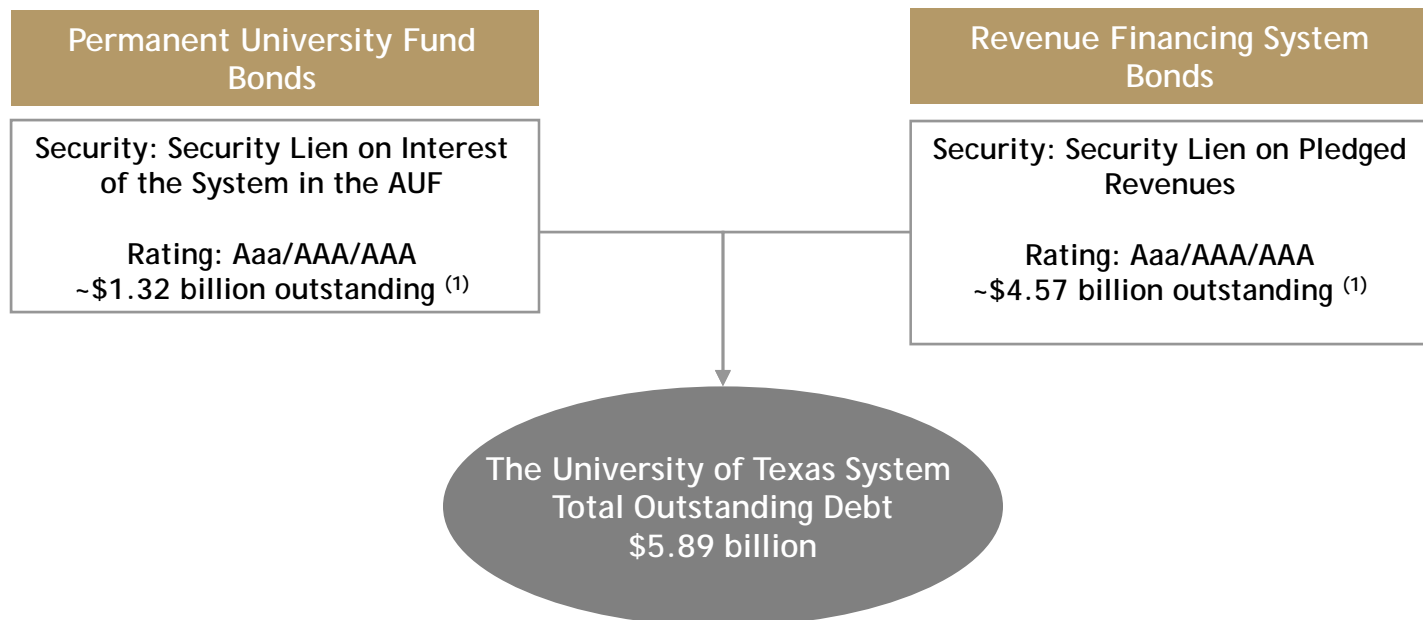 Permanent University Fund
Bonds
Security: Security Lien on Interest
of the System in the AUF
Rating: Aaa/AAA/AAA
~$1.32 billion outstanding (1)
Revenue Financing System
Bonds
Security: Security Lien on Pledged
Revenues
Rating: Aaa/AAA/AAA
~$4.57 billion outstanding (1)
The University of Texas System
Total Outstanding Debt
$5.89 billion